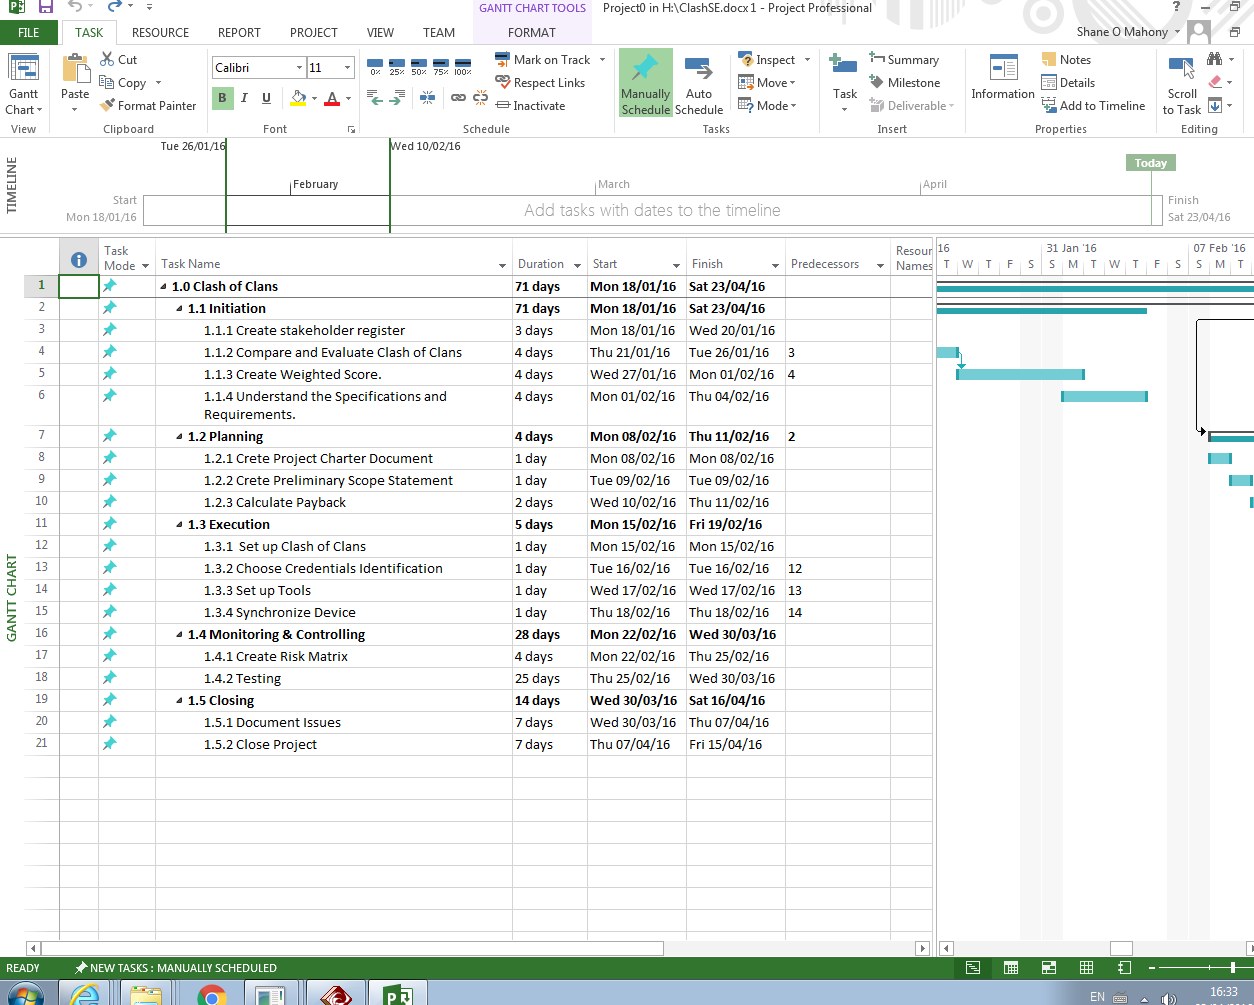 GANTT CHART TOOLS Project0 in H:\ClashSE.docx 1 - Project Professional ?
FILE TASK RESOURCE REPORT PROJECT VIEW TEAM FORMAT Shane O Mahony
Cut Calibri 11 0% 25% 50% 75% 100% Mark on Track Inspect Summary Notes
Copy Respect Links Move Milestone Details
Gantt Chart Paste Manually Schedule Auto Schedule Task Information Scroll to Task
Format Painter B I U A Inactivate Mode Deliverable Add to Timeline
View Clipboard Font Schedule Tasks Insert Properties Editing
Tue 26/01/16 Wed 10/02/16
TIMELINE
Today
February March April
Start Finish
Mon 18/01/16 Add tasks with dates to the timeline Sat 23/04/16
Task Mode Task Name Duration Start Finish Predecessors Resour Names
16 31 Jan '16 07 Feb '16
T W T F S S M T W T F S S M T
GANTT CHART
1 1.0 Clash of Clans 71 days Mon 18/01/16 Sat 23/04/16
2 1.1 Initiation 71 days Mon 18/01/16 Sat 23/04/16
3 1.1.1 Create stakeholder register 3 days Mon 18/01/16 Wed 20/01/16
4 1.1.2 Compare and Evaluate Clash of Clans 4 days Thu 21/01/16 Tue 26/01/16 3
5 1.1.3 Create Weighted Score. 4 days Wed 27/01/16 Mon 01/02/16 4
6 1.1.4 Understand the Specifications and 4 days Mon 01/02/16 Thu 04/02/16
Requirements.
7 1.2 Planning 4 days Mon 08/02/16 Thu 11/02/16 2
8 1.2.1 Crete Project Charter Document 1 day Mon 08/02/16 Mon 08/02/16
9 1.2.2 Crete Preliminary Scope Statement 1 day Tue 09/02/16 Tue 09/02/16
10 1.2.3 Calculate Payback 2 days Wed 10/02/16 Thu 11/02/16
11 1.3 Execution 5 days Mon 15/02/16 Fri 19/02/16
12 1.3.1 Set up Clash of Clans 1 day Mon 15/02/16 Mon 15/02/16
13 1.3.2 Choose Credentials Identification 1 day Tue 16/02/16 Tue 16/02/16 12
14 1.3.3 Set up Tools 1 day Wed 17/02/16 Wed 17/02/16 13
15 1.3.4 Synchronize Device 1 day Thu 18/02/16 Thu 18/02/16 14
16 1.4 Monitoring & Controlling 28 days Mon 22/02/16 Wed 30/03/16
17 1.4.1 Create Risk Matrix 4 days Mon 22/02/16 Thu 25/02/16
18 1.4.2 Testing 25 days Thu 25/02/16 Wed 30/03/16
19 1.5 Closing 14 days Wed 30/03/16 Sat 16/04/16
20 1.5.1 Document Issues 7 days Wed 30/03/16 Thu 07/04/16
21 1.5.2 Close Project 7 days Thu 07/04/16 Fri 15/04/16
READY NEW TASKS : MANUALLY SCHEDULED
EN 16:33